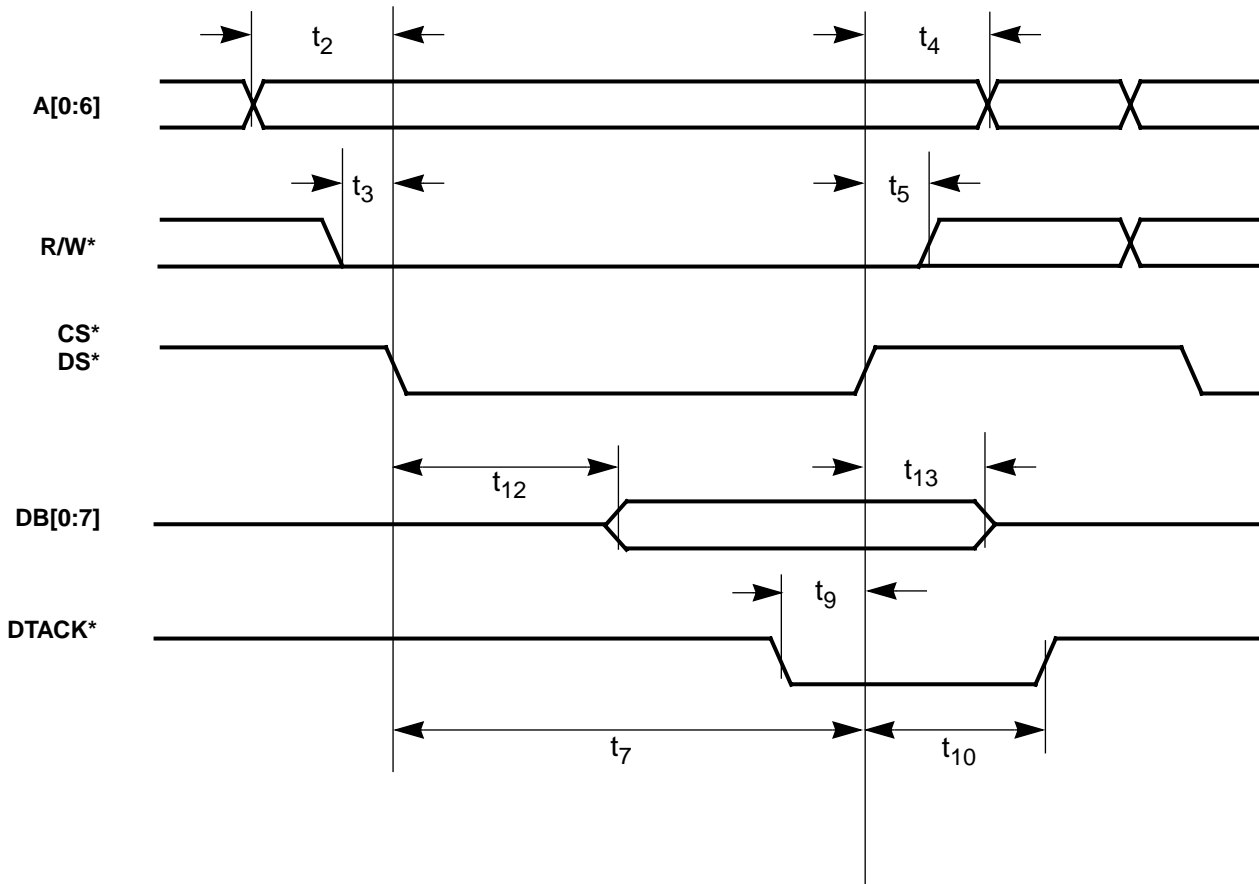 t2
t4
A[0:6]
t3
t5
R/W*
CS*
DS*
t12
t13
DB[0:7]
t9
DTACK*
t7
t10